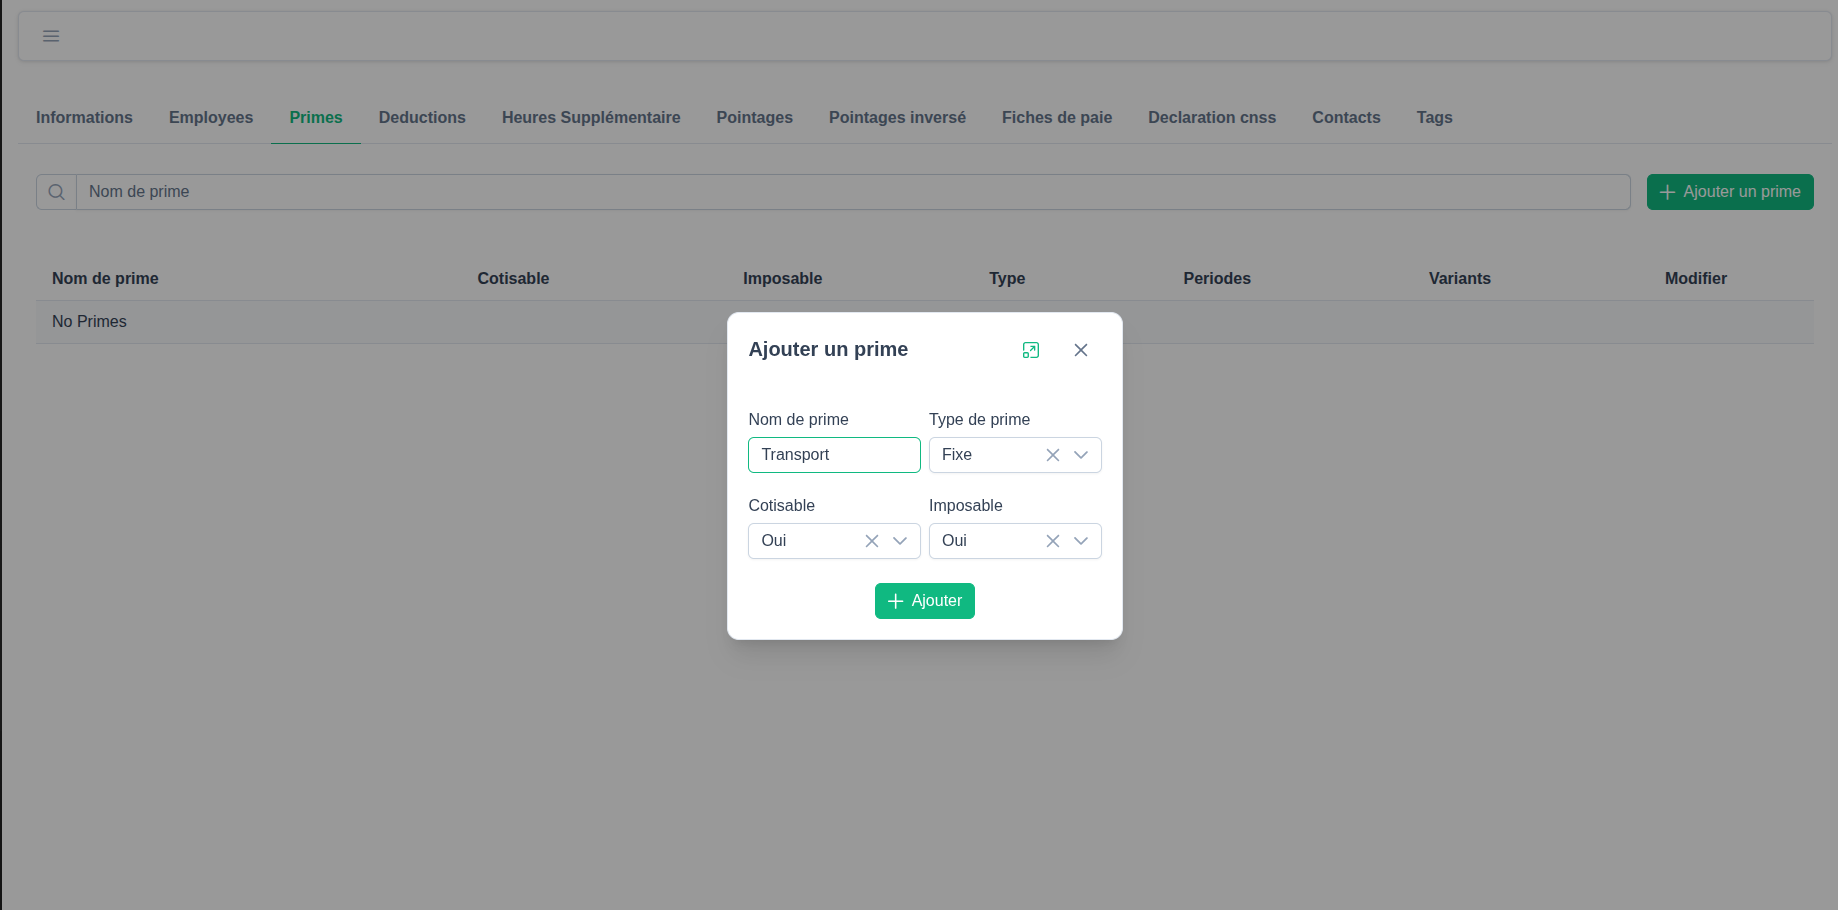 Informations Employees Primes Deductions Heures Supplémentaire Pointages Pointages inversé Fiches de paie Declaration cnss Contacts Tags
Nom de prime Ajouter un prime
Nom de prime Cotisable Imposable Type Periodes Variants Modifier
No Primes
Ajouter un prime
Nom de prime Type de prime
Transport Fixe
Cotisable Imposable
Oui Oui
Ajouter